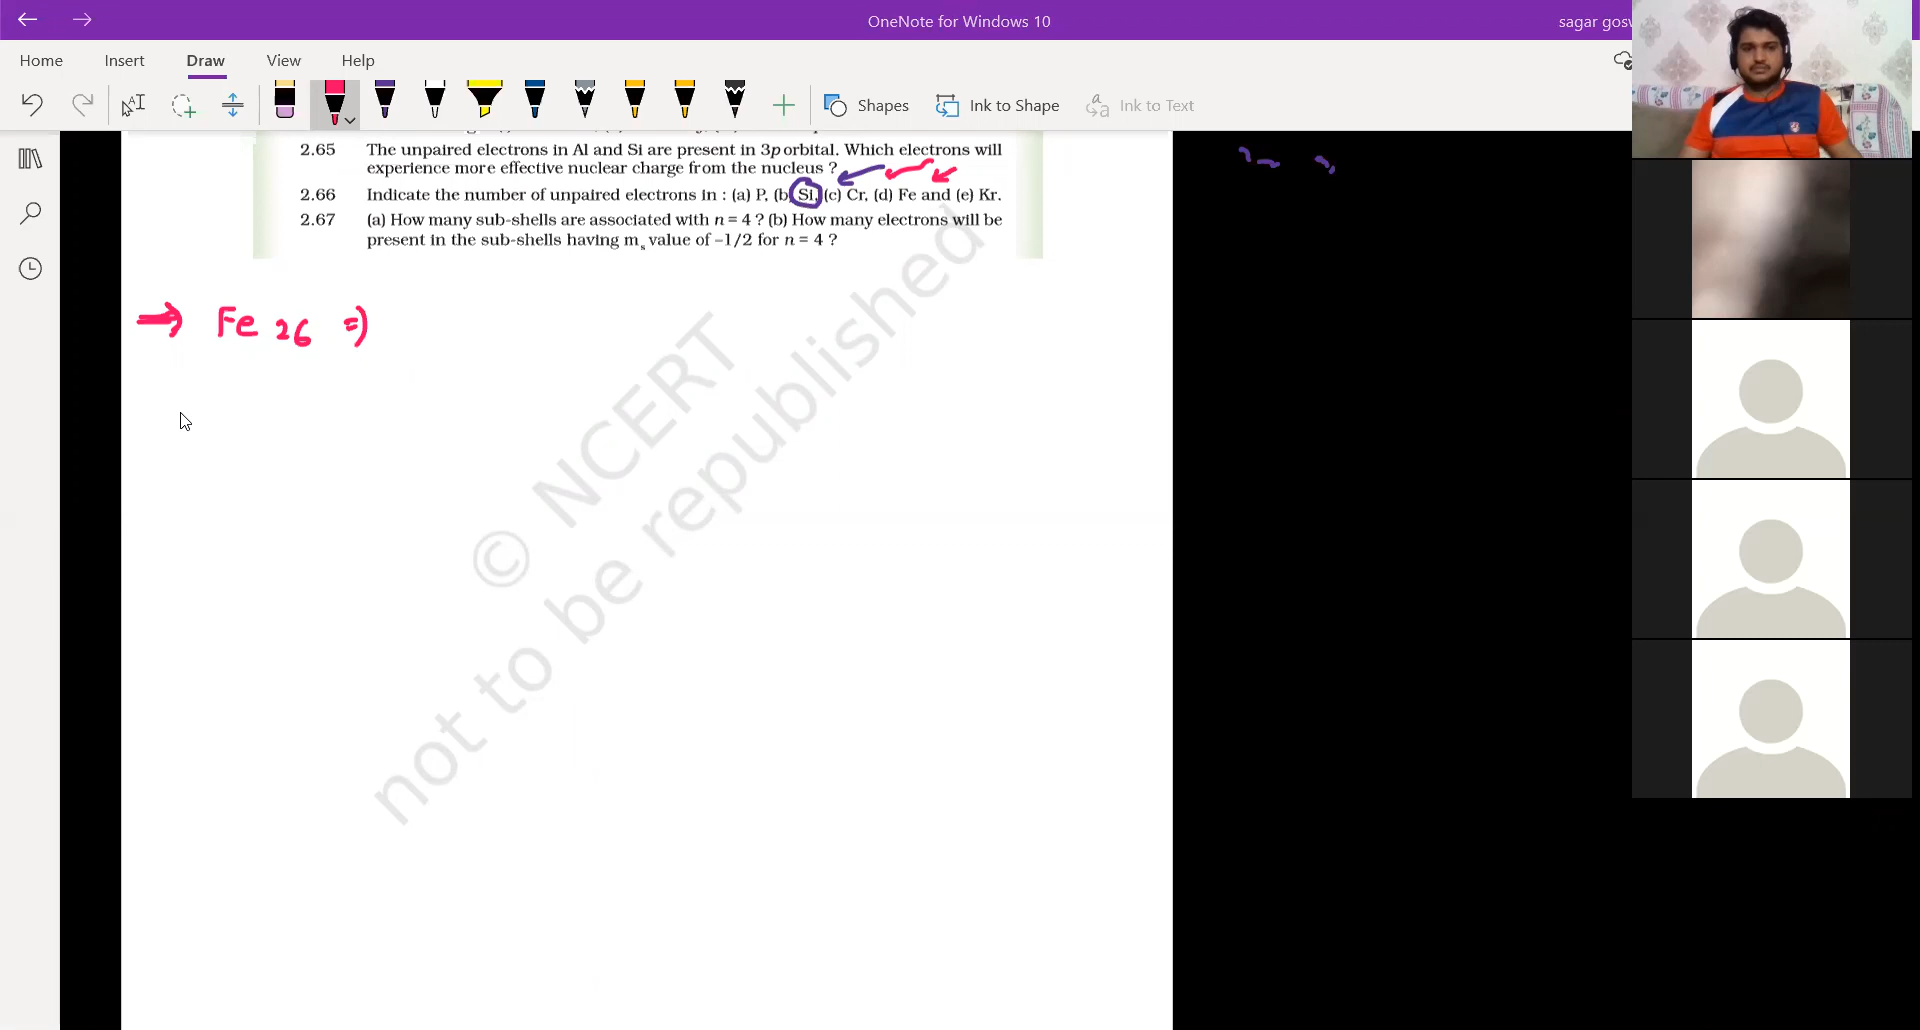 OneNote for Windows 10
sagar gosw
Home Insert Draw View Help
Shapes Ink to Shape Ink to Text
2.65 The unpaired electrons in Al and Si are present in 3p orbital. Which electrons will
experience more effective nuclear charge from the nucleus ?
2.66 Indicate the number of unpaired electrons in : (a) P, (b) Si, (c) Cr, (d) Fe and (e) Kr.
2.67 (a) How many sub-shells are associated with n = 4 ? (b) How many electrons will be
present in the sub-shells having ms value of –1/2 for n = 4 ?
⇒ Fe 26 ⇒
© NCERT
not to be republished